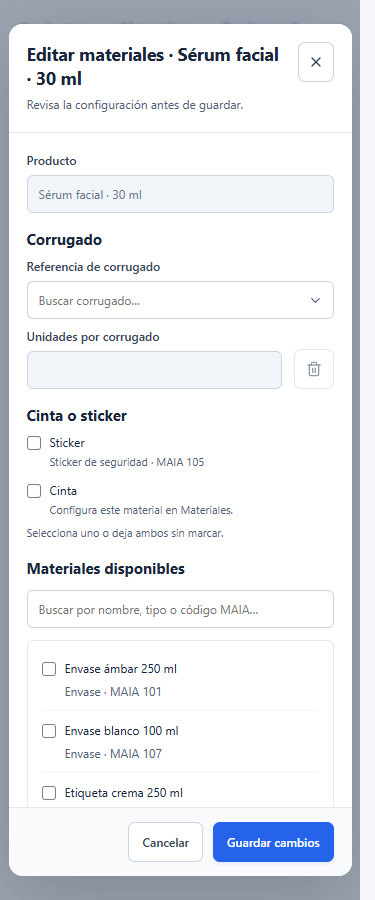 Editar materiales · Sérum facial
· 30 ml
Revisa la configuración antes de guardar.
Producto
Sérum facial · 30 ml
Corrugado
Referencia de corrugado
Buscar corrugado...
Unidades por corrugado
Cinta o sticker
Sticker
Sticker de seguridad · MAIA 105
Cinta
Configura este material en Materiales.
Selecciona uno o deja ambos sin marcar.
Materiales disponibles
Buscar por nombre, tipo o código MAIA...
Envase ámbar 250 ml
Envase · MAIA 101
Envase blanco 100 ml
Envase · MAIA 107
Etiqueta crema 250 ml
Cancelar
Guardar cambios